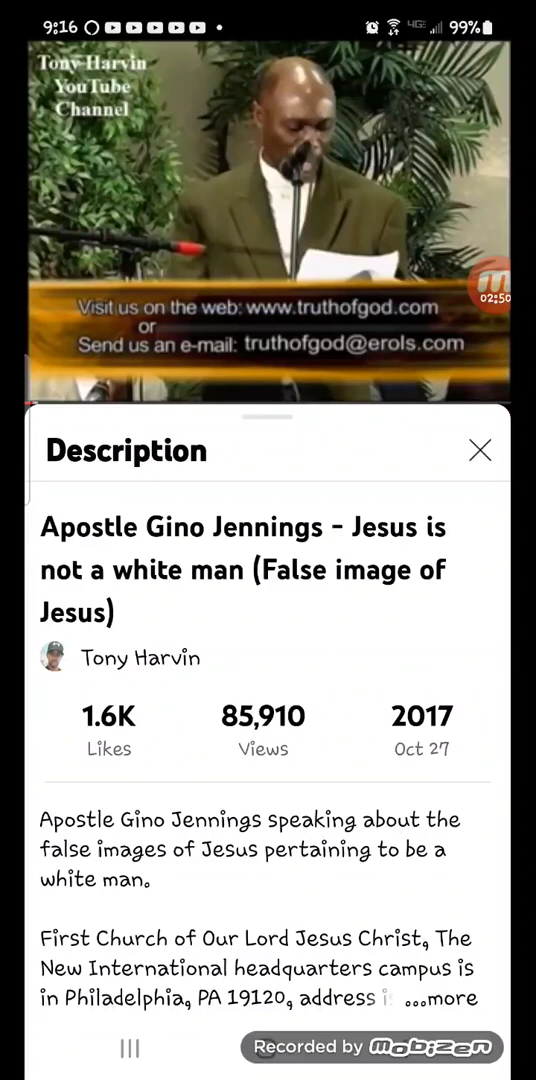 9:16
4GE
99%
Tony Harvin
YouTube
Channel
02:50
Visit us on the web: www.truthofgod.com
or
Send us an e-mail: truthofgod@erols.com
Description
Apostle Gino Jennings - Jesus is
not a white man (False image of
Jesus)
Tony Harvin
1.6K 85,910 2017
Likes Views Oct 27
Apostle Gino Jennings speaking about the
false images of Jesus pertaining to be a
white man.
First Church of Our Lord Jesus Christ, The
New International headquarters campus is
in Philadelphia, PA 19120, address is ...more
Recorded by mobizen